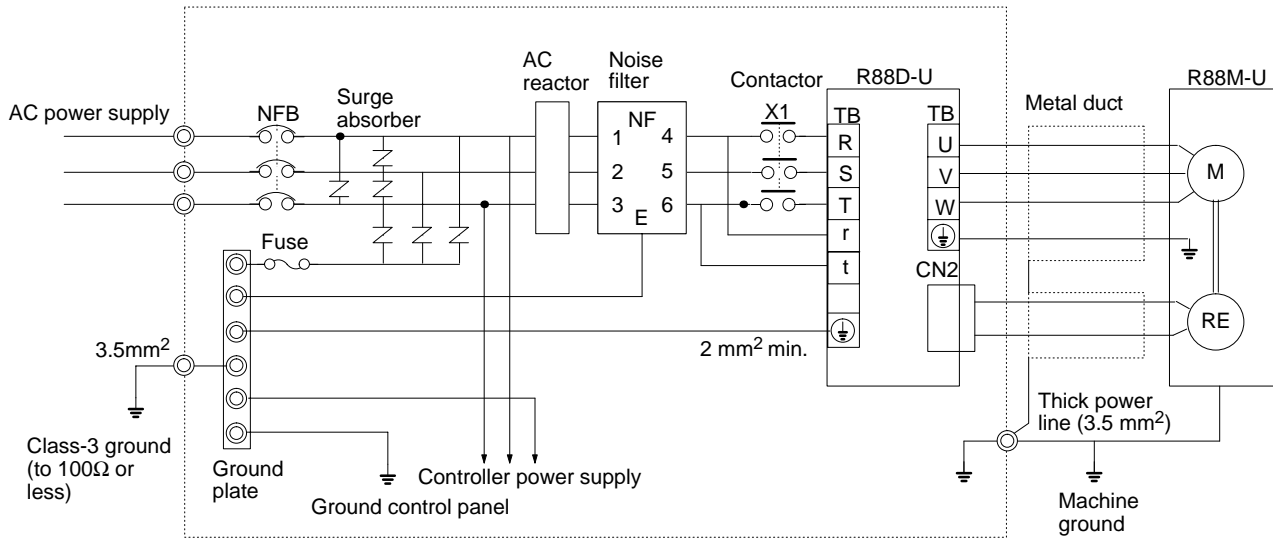 AC power supply
NFB
Surge
absorber
AC
reactor
Noise
filter
NF
1
2
3
4
5
6
E
Contactor
X1
R88D-U
TB
R
S
T
r
t
TB
U
V
W
CN2
Metal duct
R88M-U
M
RE
Fuse
3.5mm²
2 mm² min.
Class-3 ground
(to 100Ω or
less)
Ground
plate
Controller power supply
Ground control panel
Thick power
line (3.5 mm²)
Machine
ground